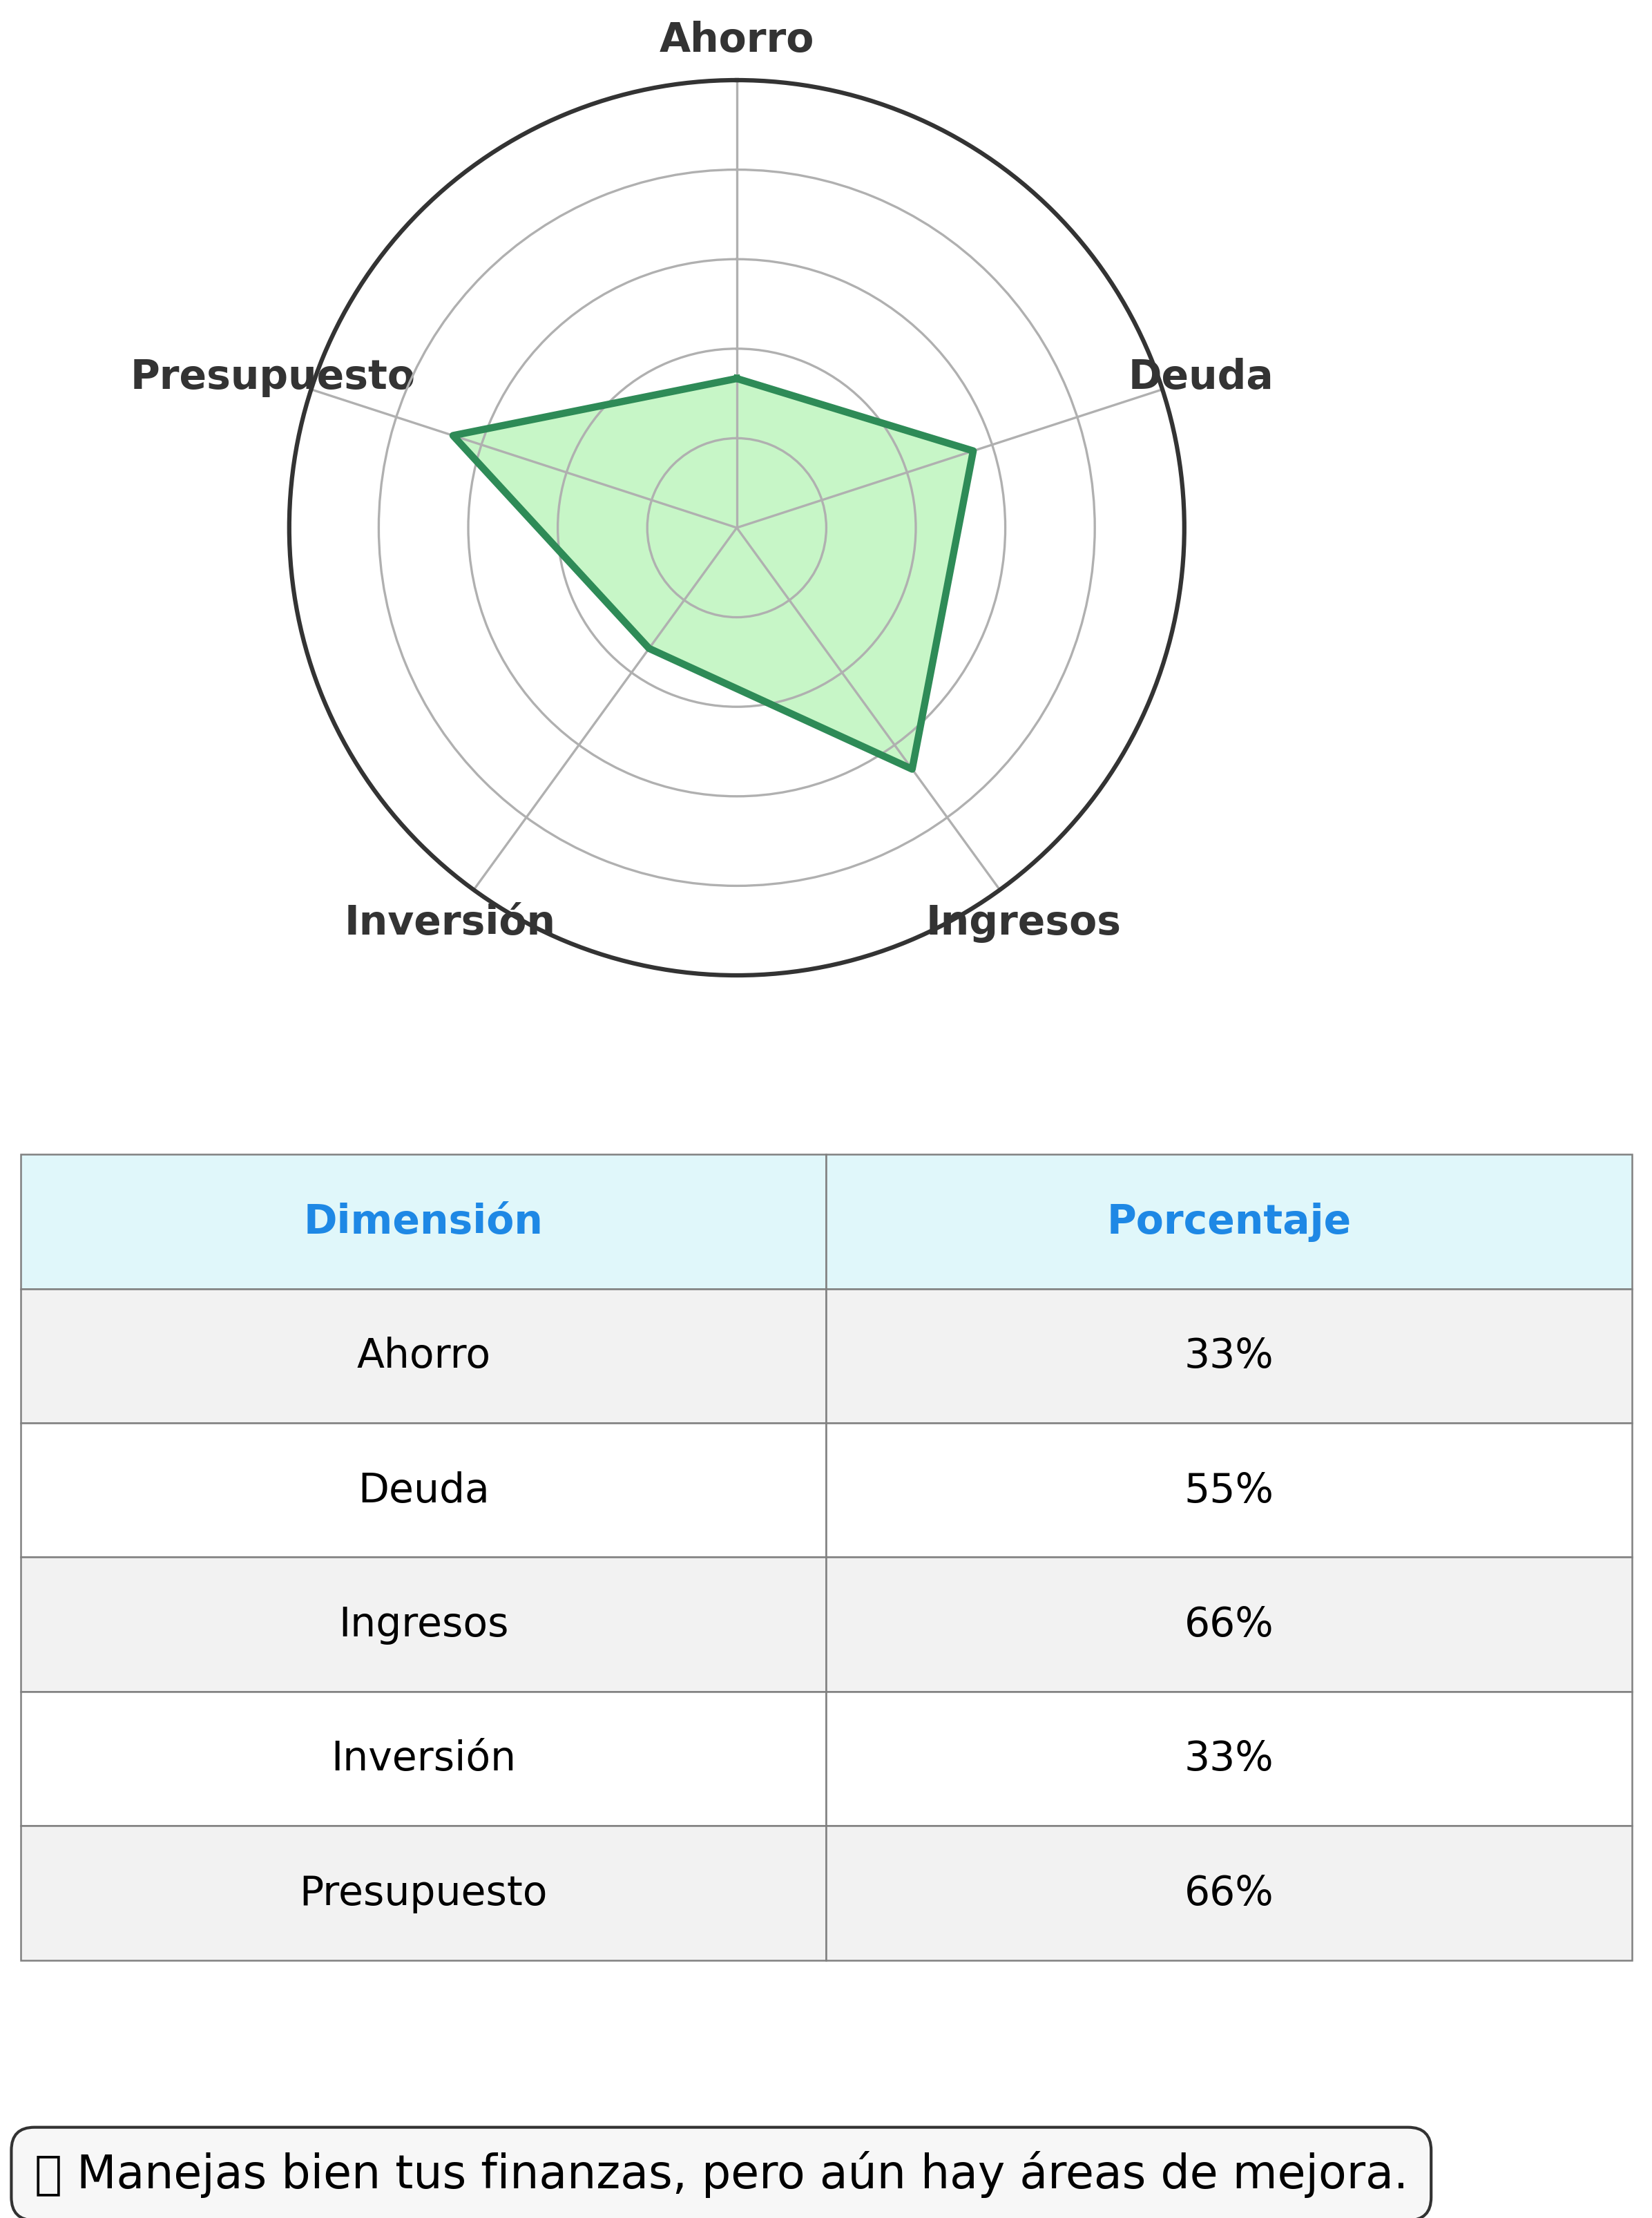 Ahorro
Presupuesto
Deuda
Inversión
Ingresos
Dimensión Porcentaje
Ahorro 33%
Deuda 55%
Ingresos 66%
Inversión 33%
Presupuesto 66%
Manejas bien tus finanzas, pero aún hay áreas de mejora.